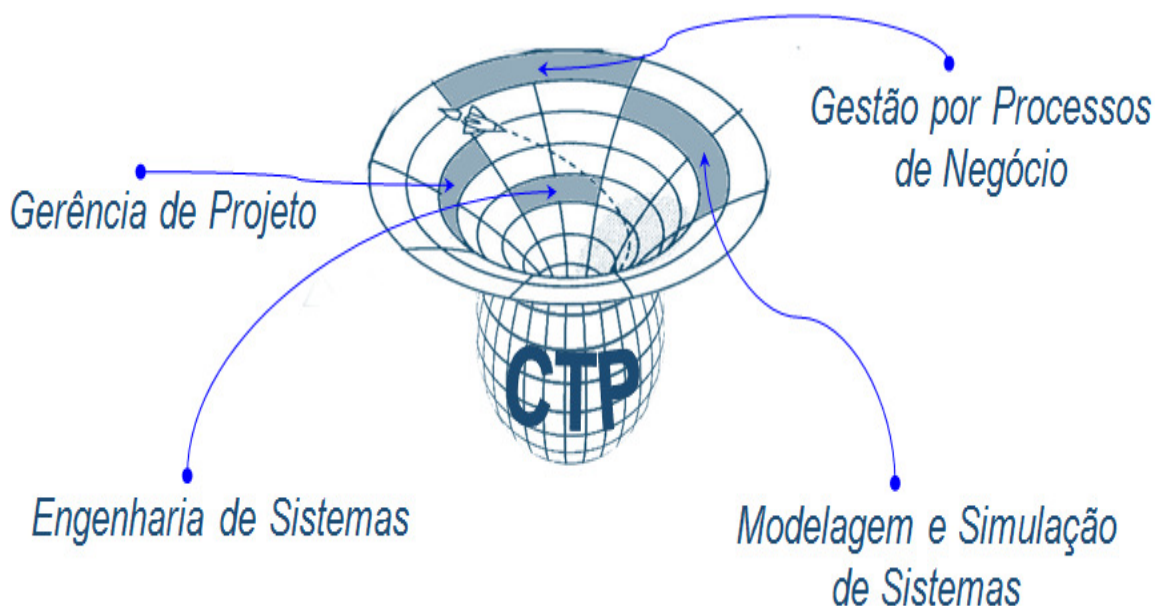 Gestão por Processos
de Negócio
Gerência de Projeto
CTP
Engenharia de Sistemas
Modelagem e Simulação
de Sistemas